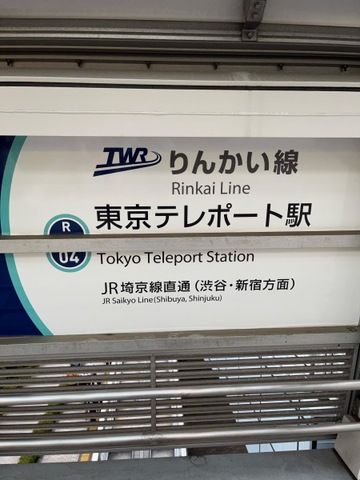 TWR りんかい線
Rinkai Line
東京テレポート駅
R
04
Tokyo Teleport Station
JR埼京線直通(渋谷・新宿方面)
JR Saikyo Line(Shibuya, Shinjuku)